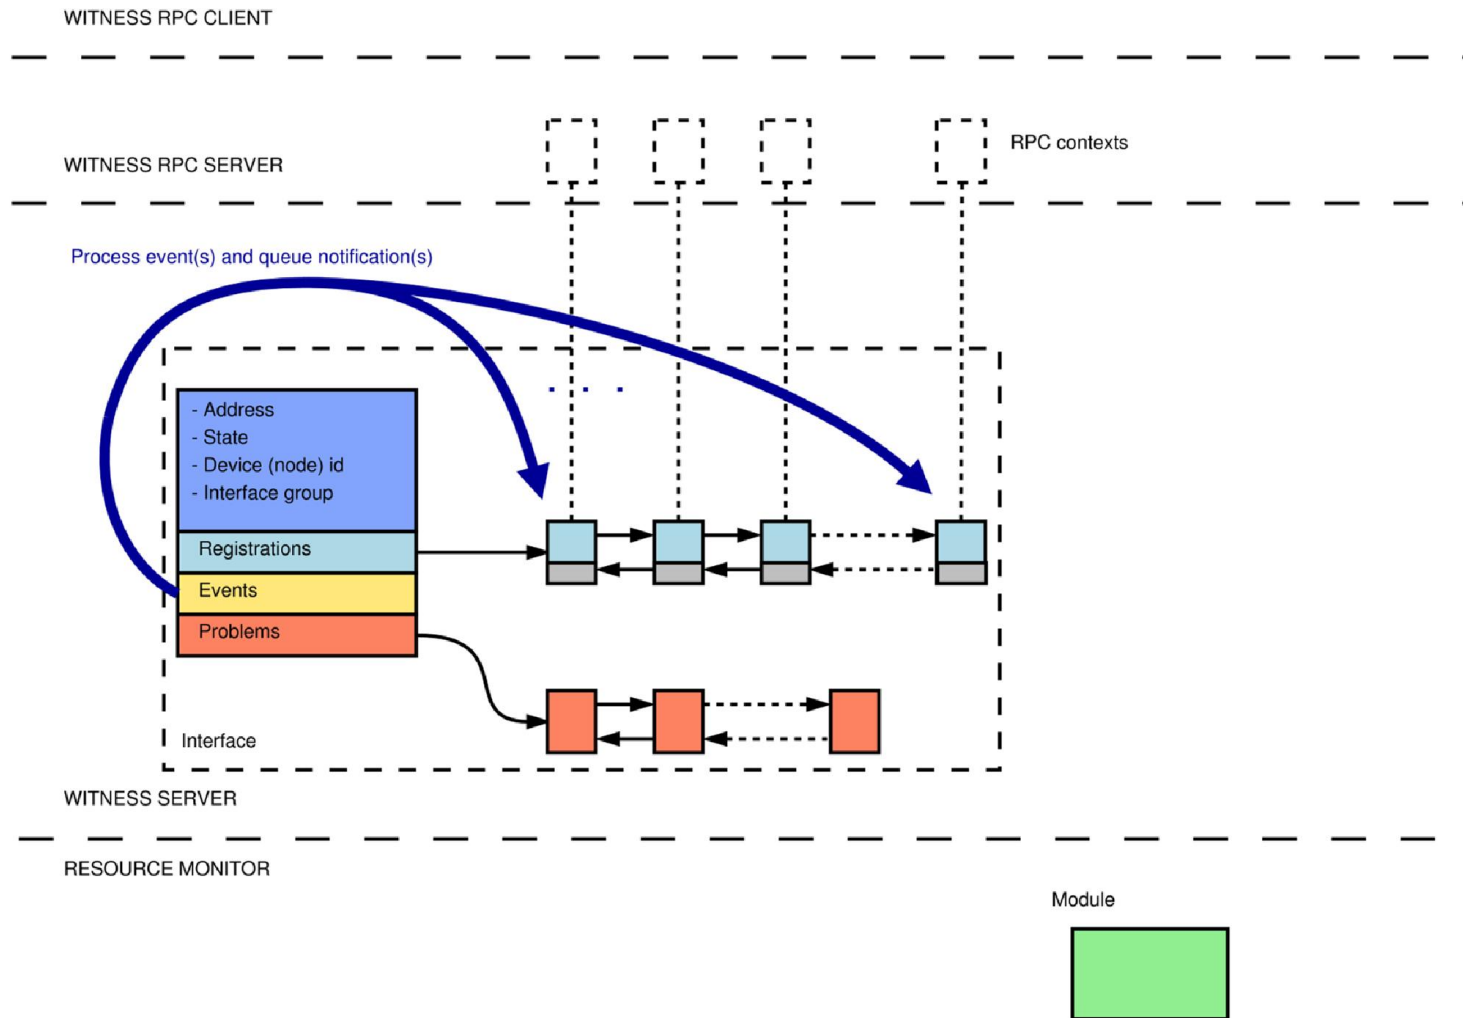 WITNESS RPC CLIENT
RPC contexts
WITNESS RPC SERVER
Process event(s) and queue notification(s)
- Address
- State
- Device (node) id
- Interface group
Registrations
Events
Problems
Interface
WITNESS SERVER
RESOURCE MONITOR
Module